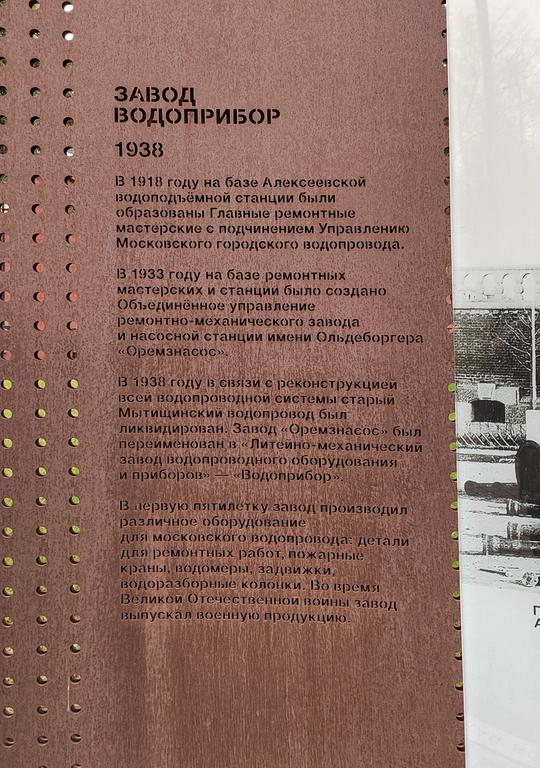 ЗАВОД
ВОДОПРИБОР
1938
В 1918 году на базе Алексеевской
водоподъёмной станции были
образованы Главные ремонтные
мастерские с подчинением Управлению
Московского городского водопровода.
В 1933 году на базе ремонтных
мастерских и станции было создано
Объединённое управление
ремонтно-механического завода
и насосной станции имени Ольдеборгера
«Оремзнасос».
В 1938 году в связи с реконструкцией
всей водопроводной системы старый
Мытищинский водопровод был
ликвидирован. Завод «Оремзнасос» был
переименован в «Литейно-механический
завод водопроводного оборудования
и приборов» — «Водоприбор».
В первую пятилетку завод производил
различное оборудование
для московского водопровода: детали
для ремонтных работ, пожарные
краны, водомеры, задвижки,
водоразборные колонки. Во время
Великой Отечественной войны завод
выпускал военную продукцию.